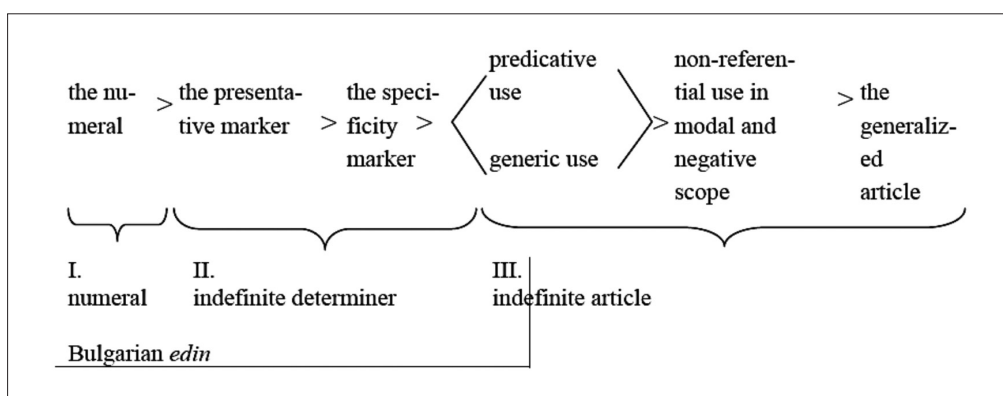 the nu-
meral
>
the presenta-
tive marker
>
the speci-
ficity
marker
>
predicative
use
generic use
>
non-referen-
tial use in
modal and
negative
scope
>
the
generaliz-
ed
article
I.
numeral
II.
indefinite determiner
III.
indefinite article
Bulgarian edin